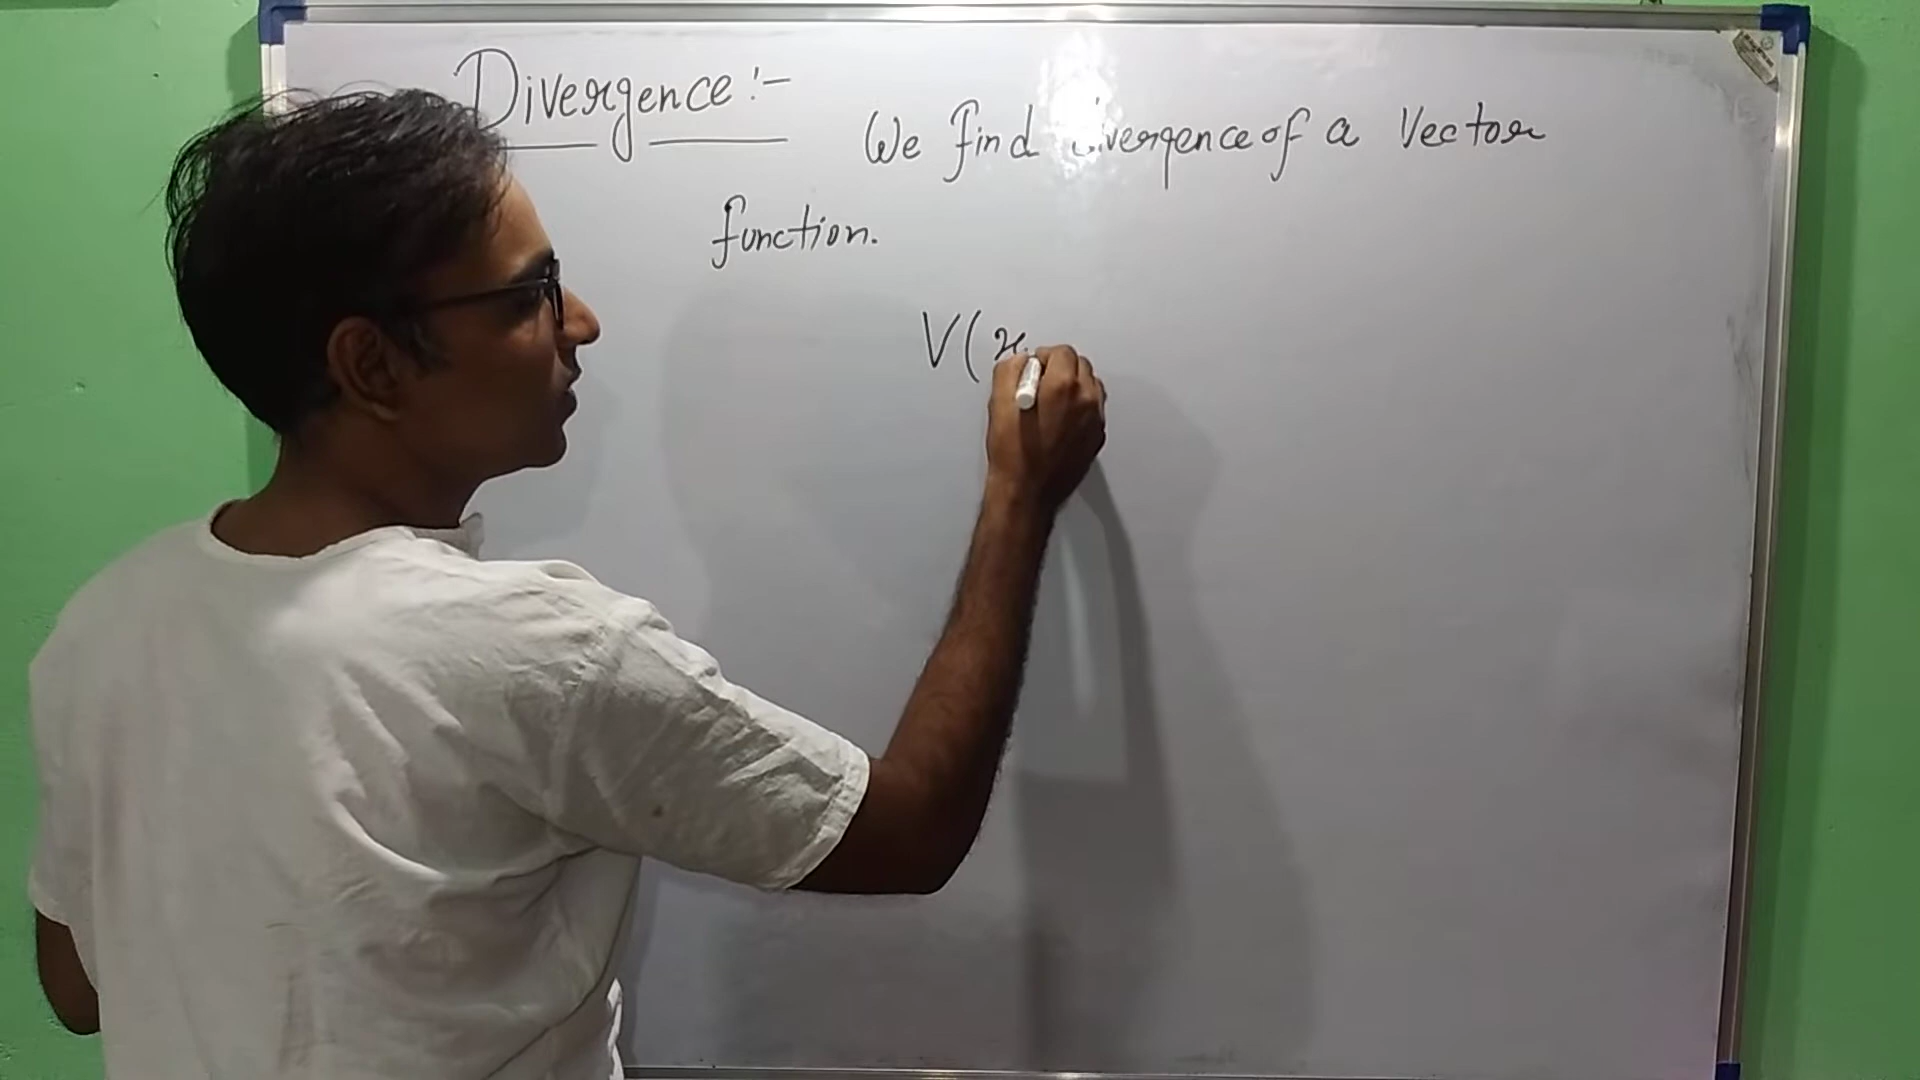 Divergence :-
We find divergence of a Vector
function.
V(x